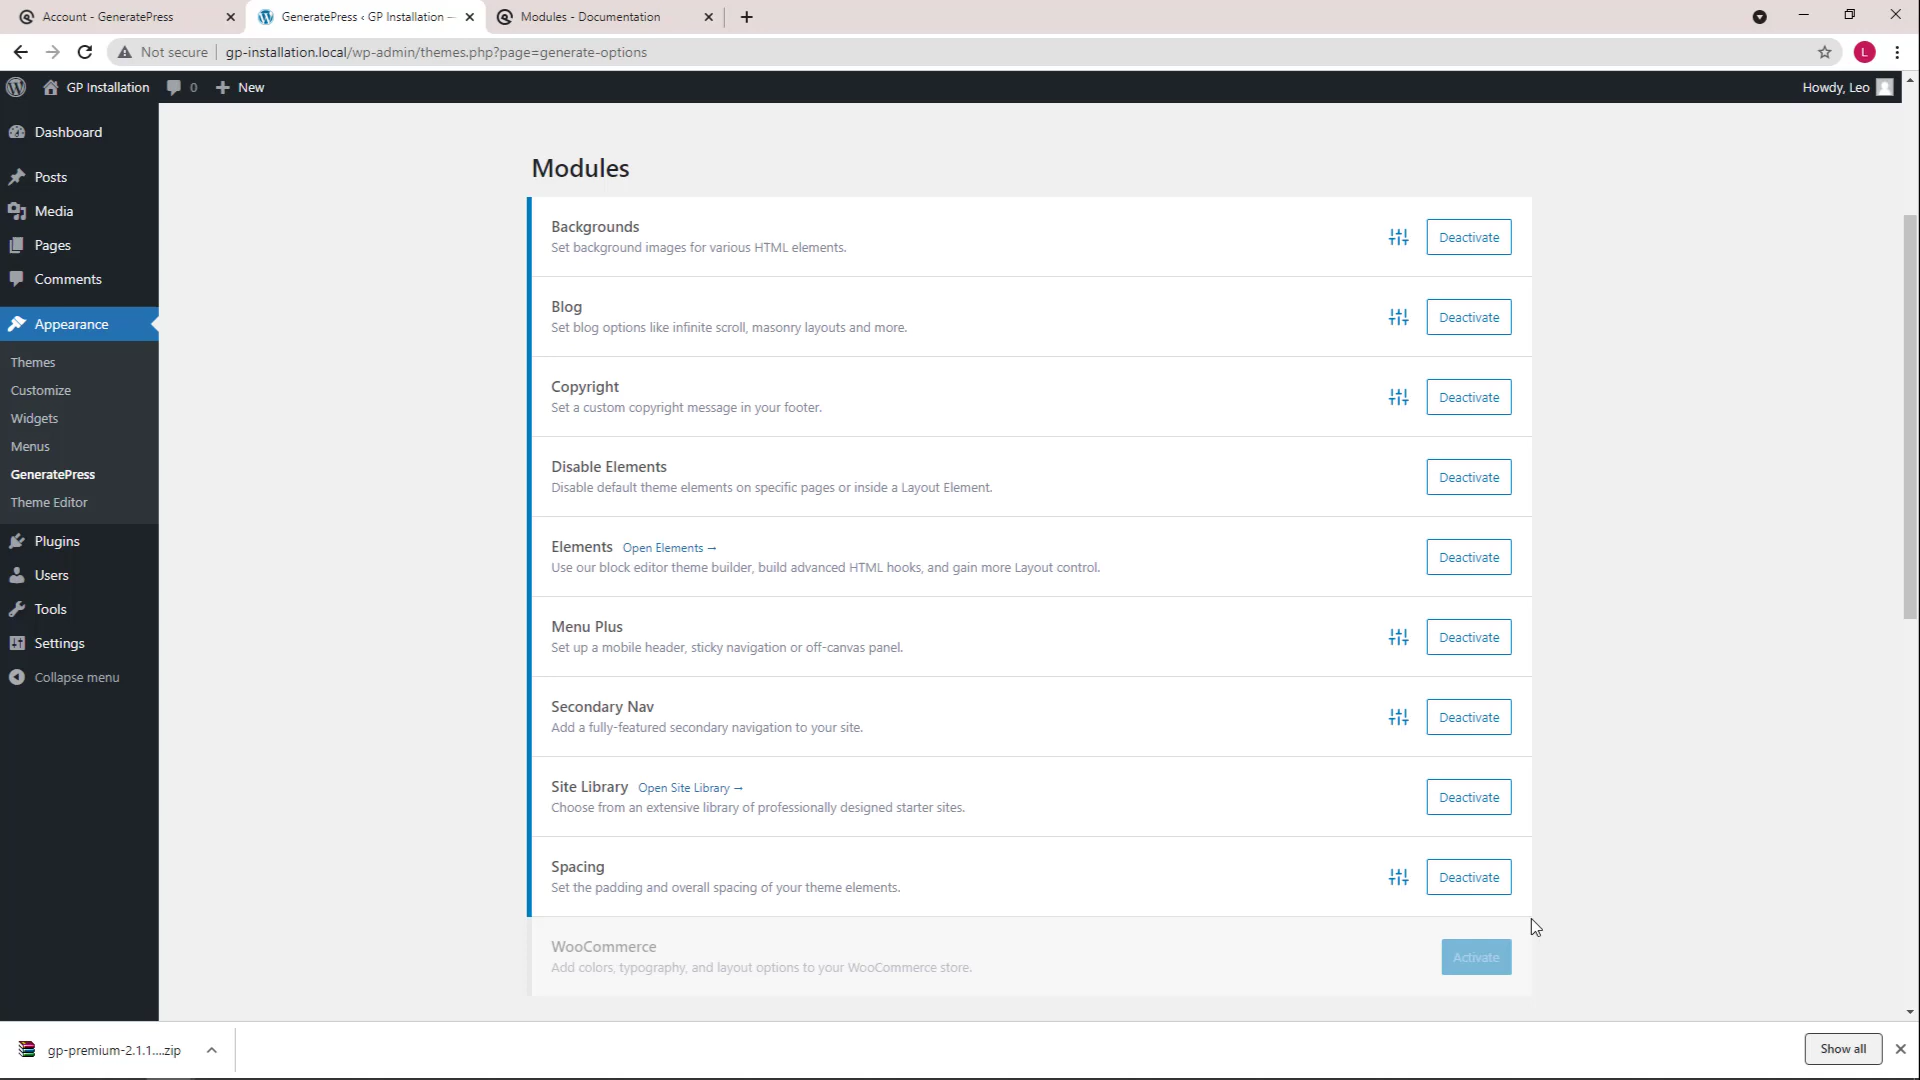 Account - GeneratePress
GeneratePress ‹ GP Installation —
Modules - Documentation
Not secure
gp-installation.local/wp-admin/themes.php?page=generate-options
L
GP Installation
0
New
Howdy, Leo
Dashboard
Posts
Media
Pages
Comments
Appearance
Themes
Customize
Widgets
Menus
GeneratePress
Theme Editor
Plugins
Users
Tools
Settings
Collapse menu
Modules
Backgrounds
Set background images for various HTML elements.
Deactivate
Blog
Set blog options like infinite scroll, masonry layouts and more.
Deactivate
Copyright
Set a custom copyright message in your footer.
Deactivate
Disable Elements
Disable default theme elements on specific pages or inside a Layout Element.
Deactivate
Elements Open Elements →
Use our block editor theme builder, build advanced HTML hooks, and gain more Layout control.
Deactivate
Menu Plus
Set up a mobile header, sticky navigation or off-canvas panel.
Deactivate
Secondary Nav
Add a fully-featured secondary navigation to your site.
Deactivate
Site Library Open Site Library →
Choose from an extensive library of professionally designed starter sites.
Deactivate
Spacing
Set the padding and overall spacing of your theme elements.
Deactivate
WooCommerce
Add colors, typography, and layout options to your WooCommerce store.
Activate
gp-premium-2.1.1....zip
Show all